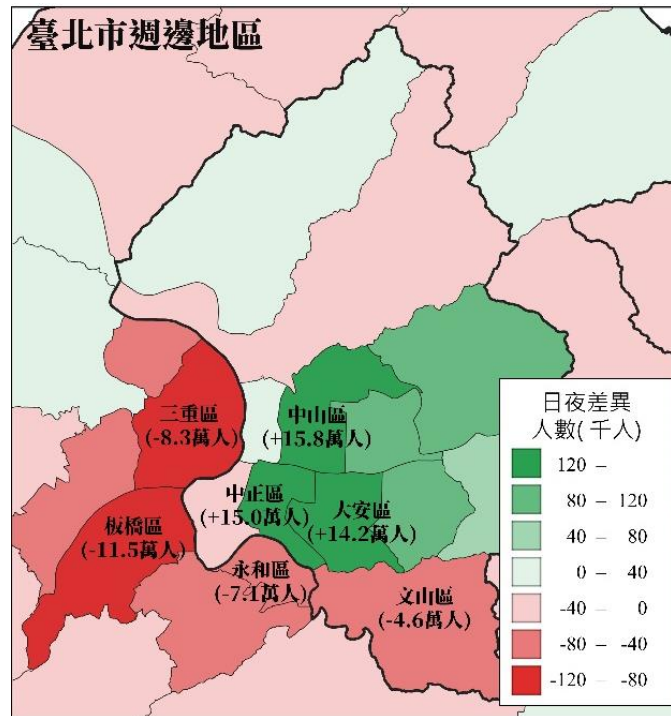 臺北市週邊地區
三重區
(-8.3萬人)
中山區
(+15.8萬人)
中正區
(+15.0萬人)
大安區
(+14.2萬人)
板橋區
(-11.5萬人)
永和區
(-7.1萬人)
文山區
(-4.6萬人)
日夜差異
人數(千人)
120 –
80 – 120
40 – 80
0 – 40
-40 – 0
-80 – -40
-120 – -80